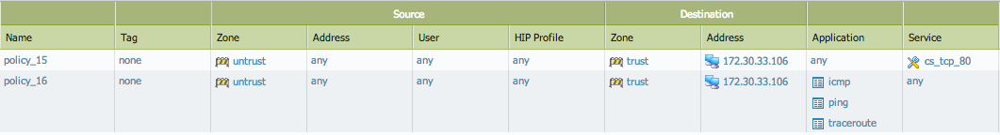 Source Destination
Name Tag Zone Address User HIP Profile Zone Address Application Service
policy_15 none untrust any any any trust 172.30.33.106 any cs_tcp_80
policy_16 none untrust any any any trust 172.30.33.106 icmp any
ping
traceroute